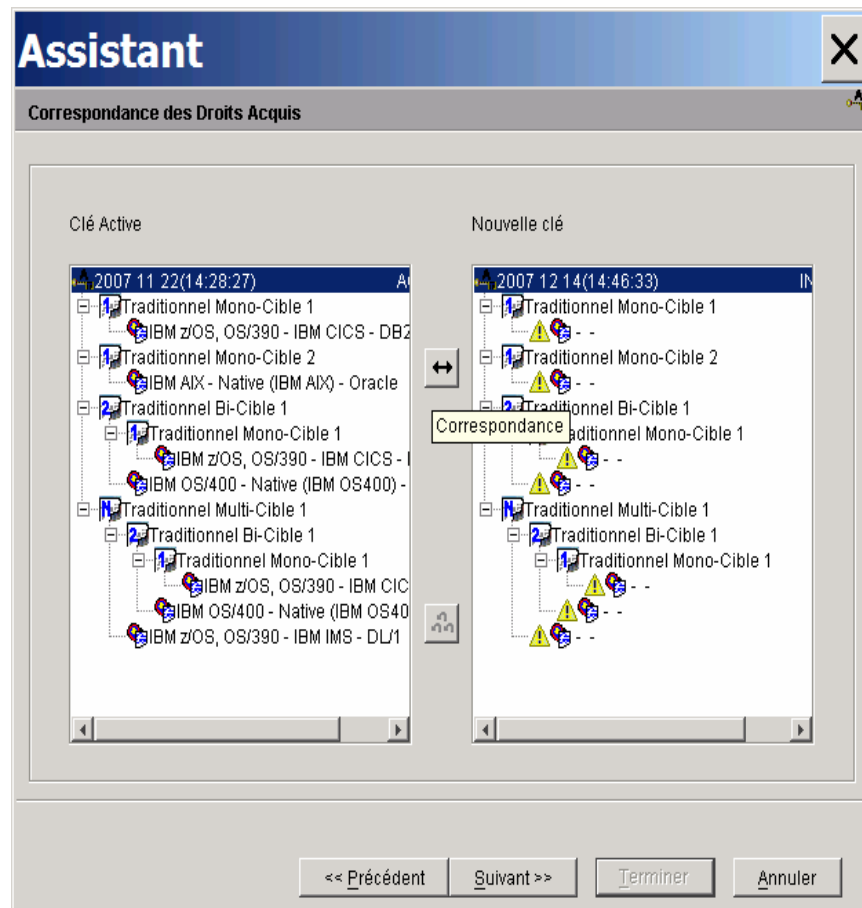 Assistant
Correspondance des Droits Acquis
Clé Active
2007 11 22(14:28:27)
Traditionnel Mono-Cible 1
IBM z/OS, OS/390 - IBM CICS - DB2
Traditionnel Mono-Cible 2
IBM AIX - Native (IBM AIX) - Oracle
Traditionnel Bi-Cible 1
Traditionnel Mono-Cible 1
IBM z/OS, OS/390 - IBM CICS - I
IBM OS/400 - Native (IBM OS400) -
Traditionnel Multi-Cible 1
Traditionnel Bi-Cible 1
Traditionnel Mono-Cible 1
IBM z/OS, OS/390 - IBM CIC
IBM OS/400 - Native (IBM OS40
IBM z/OS, OS/390 - IBM IMS - DL/1
Correspondance
Nouvelle clé
2007 12 14(14:46:33) IN
Traditionnel Mono-Cible 1
- -
Traditionnel Mono-Cible 2
- -
Traditionnel Bi-Cible 1
Traditionnel Mono-Cible 1
- -
- -
Traditionnel Multi-Cible 1
Traditionnel Bi-Cible 1
Traditionnel Mono-Cible 1
- -
- -
- -
<< Précédent
Suivant >>
Terminer
Annuler